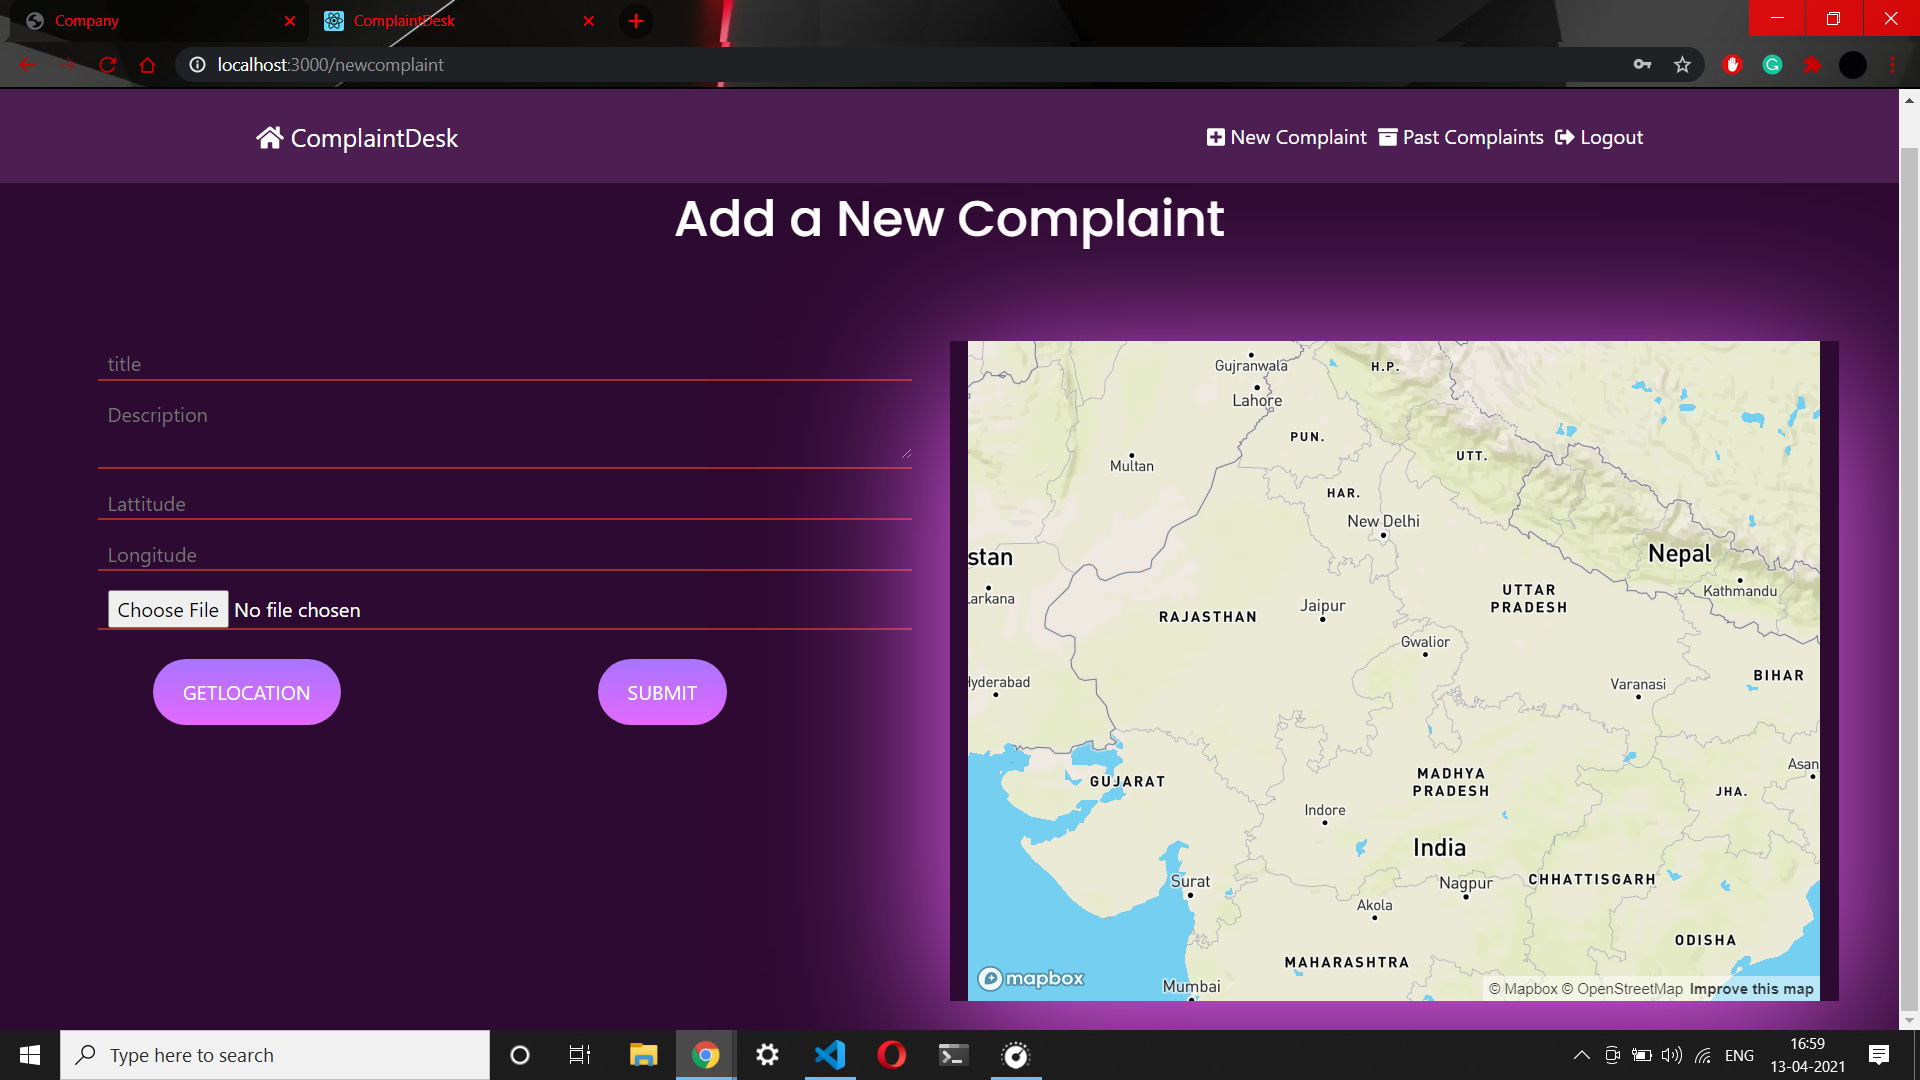 Company
ComplaintDesk
localhost:3000/newcomplaint
ComplaintDesk
New Complaint
Past Complaints
Logout
Add a New Complaint
title
Description
Lattitude
Longitude
Choose File No file chosen
GETLOCATION
SUBMIT
Gujranwala
H.P.
Lahore
PUN.
UTT.
Multan
HAR.
New Delhi
stan
Nepal
Larkana
Kathmandu
UTTAR
PRADESH
Jaipur
RAJASTHAN
Gwalior
Hyderabad
Varanasi
BIHAR
GUJARAT
MADHYA
PRADESH
Asan
JHA.
Indore
India
Surat
Nagpur
CHHATTISGARH
Akola
ODISHA
MAHARASHTRA
mapbox
Mumbai
© Mapbox © OpenStreetMap Improve this map
Type here to search
ENG
16:59
13-04-2021